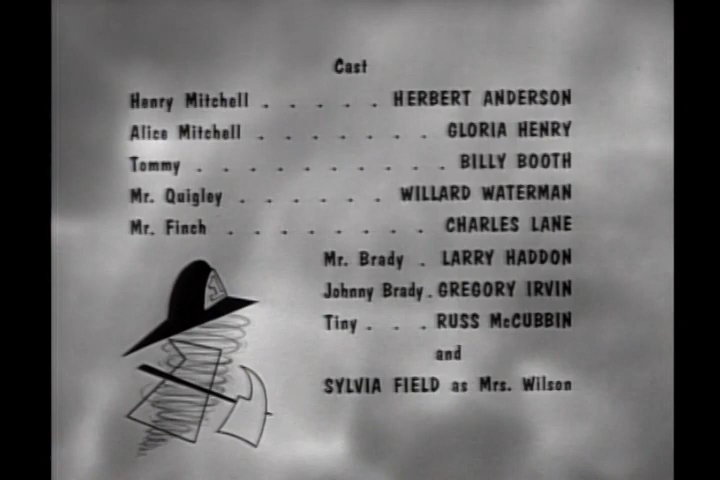 Cast
Henry Mitchell . . . . . HERBERT ANDERSON
Alice Mitchell . . . . . . . GLORIA HENRY
Tommy . . . . . . . . . . BILLY BOOTH
Mr. Quigley . . . . . . WILLARD WATERMAN
Mr. Finch . . . . . . . . CHARLES LANE
Mr. Brady . LARRY HADDON
Johnny Brady . GREGORY IRVIN
Tiny . . . RUSS McCUBBIN
and
SYLVIA FIELD as Mrs. Wilson